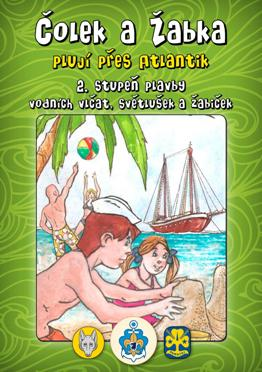 Čolek a Žabka
plují přes Atlantik
2. stupeň plavby
vodních vlčat, světlušek a žabiček